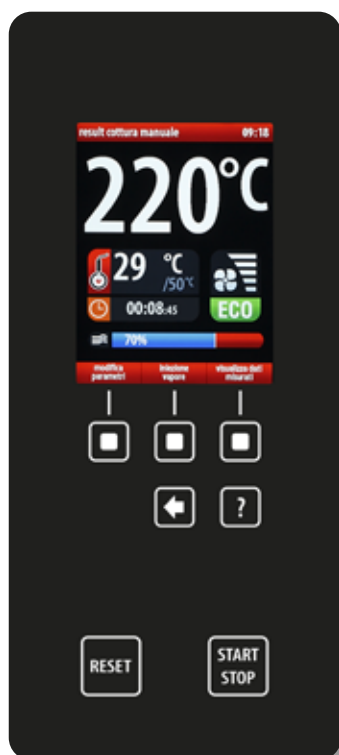 result cottura manuale 09:18
220°C
29 °C
/50°C
00:08:45 ECO
70%
modifica iniezione visualizza dati
parametri vapore misurati
?
RESET START
STOP